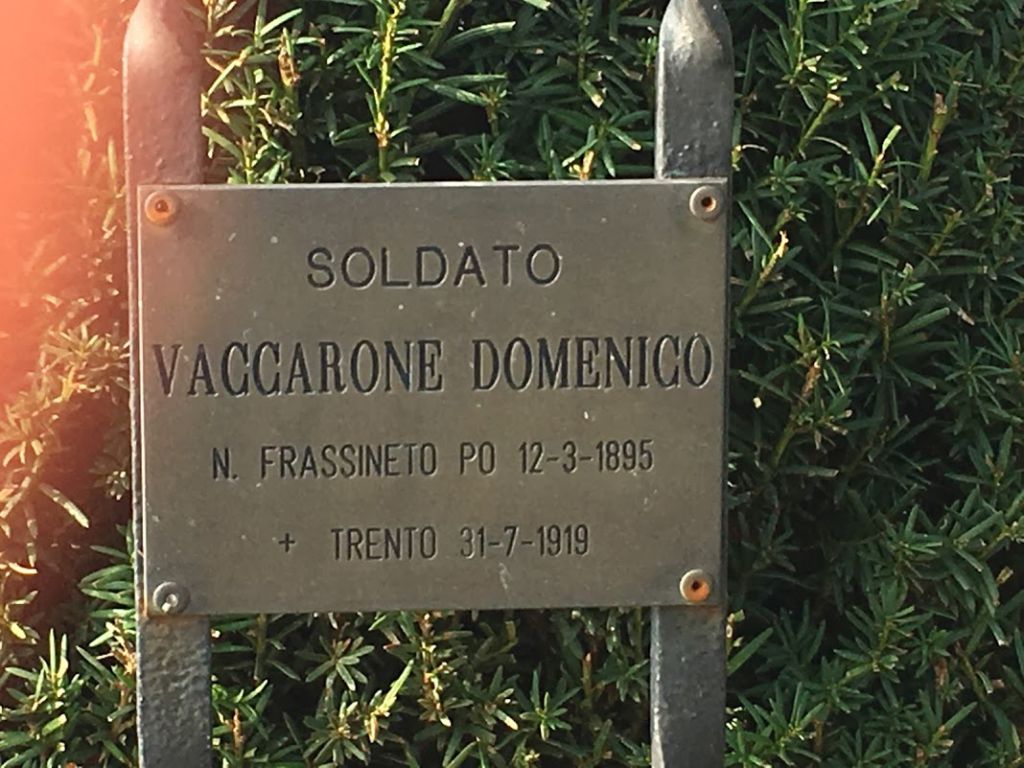 SOLDATO
VACCARONE DOMENICO
N. FRASSINETO PO 12-3-1895
+ TRENTO 31-7-1919